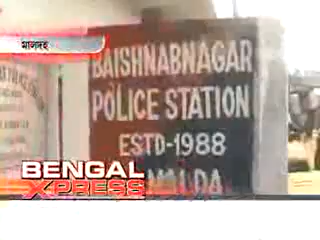 মালদহ
BAISHNABNAGAR
POLICE STATION
ESTD-1988
MALDA
BENGAL
XPRESS